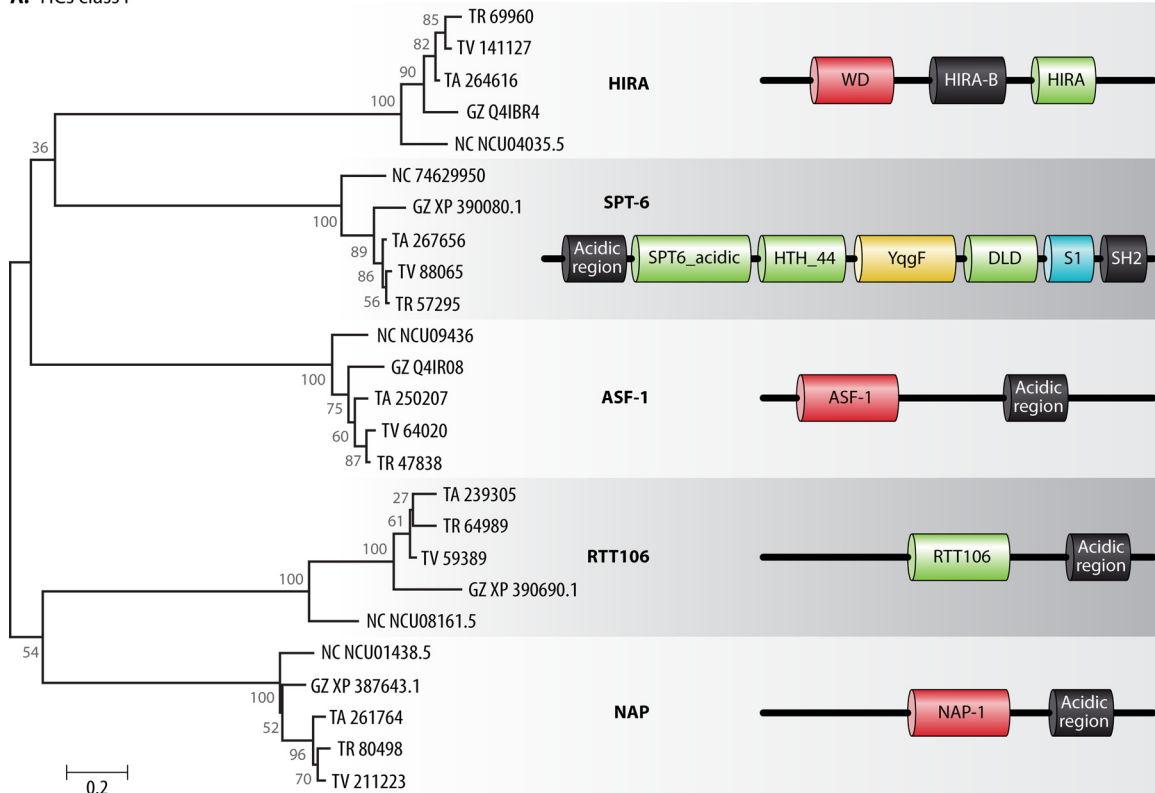 85
TR 69960
82
TV 141127
90
TA 264616
100
GZ Q4IBR4
NC NCU04035.5
HIRA
WD
HIRA-B
HIRA
36
NC 74629950
100
GZ XP 390080.1
89
TA 267656
86
TV 88065
56
TR 57295
SPT-6
Acidic
region
SPT6_acidic
HTH_44
YqgF
DLD
S1
SH2
NC NCU09436
100
GZ Q4IR08
75
TA 250207
60
TV 64020
87
TR 47838
ASF-1
ASF-1
Acidic
region
27
TA 239305
61
TR 64989
100
TV 59389
100
GZ XP 390690.1
NC NCU08161.5
RTT106
RTT106
Acidic
region
54
NC NCU01438.5
100
GZ XP 387643.1
52
TA 261764
96
TR 80498
70
TV 211223
NAP
NAP-1
Acidic
region
0.2